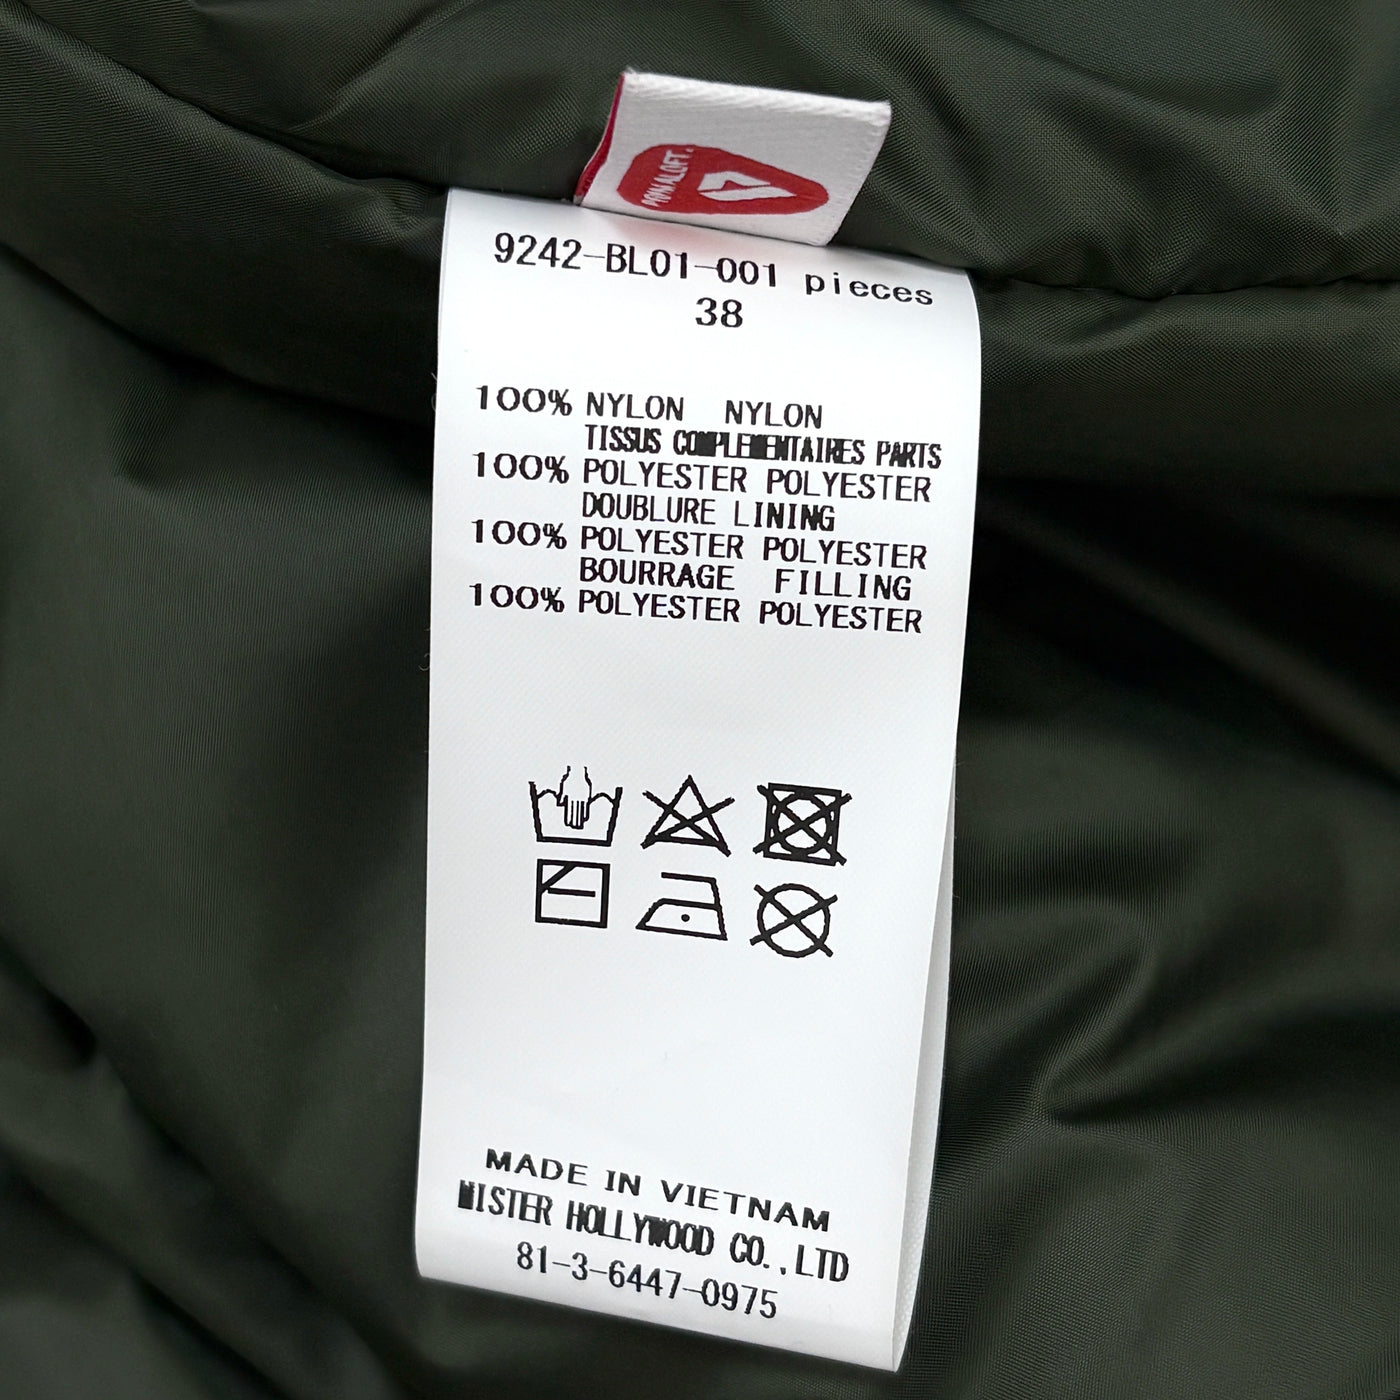 PRIMALOFT.
9242-BL01-001 pieces
38
100% NYLON NYLON
TISSUS COMPLEMENTAIRES PARTS
100% POLYESTER POLYESTER
DOUBLURE LINING
100% POLYESTER POLYESTER
BOURRAGE FILLING
100% POLYESTER POLYESTER
MADE IN VIETNAM
MISTER HOLLYWOOD CO.,LTD
81-3-6447-0975